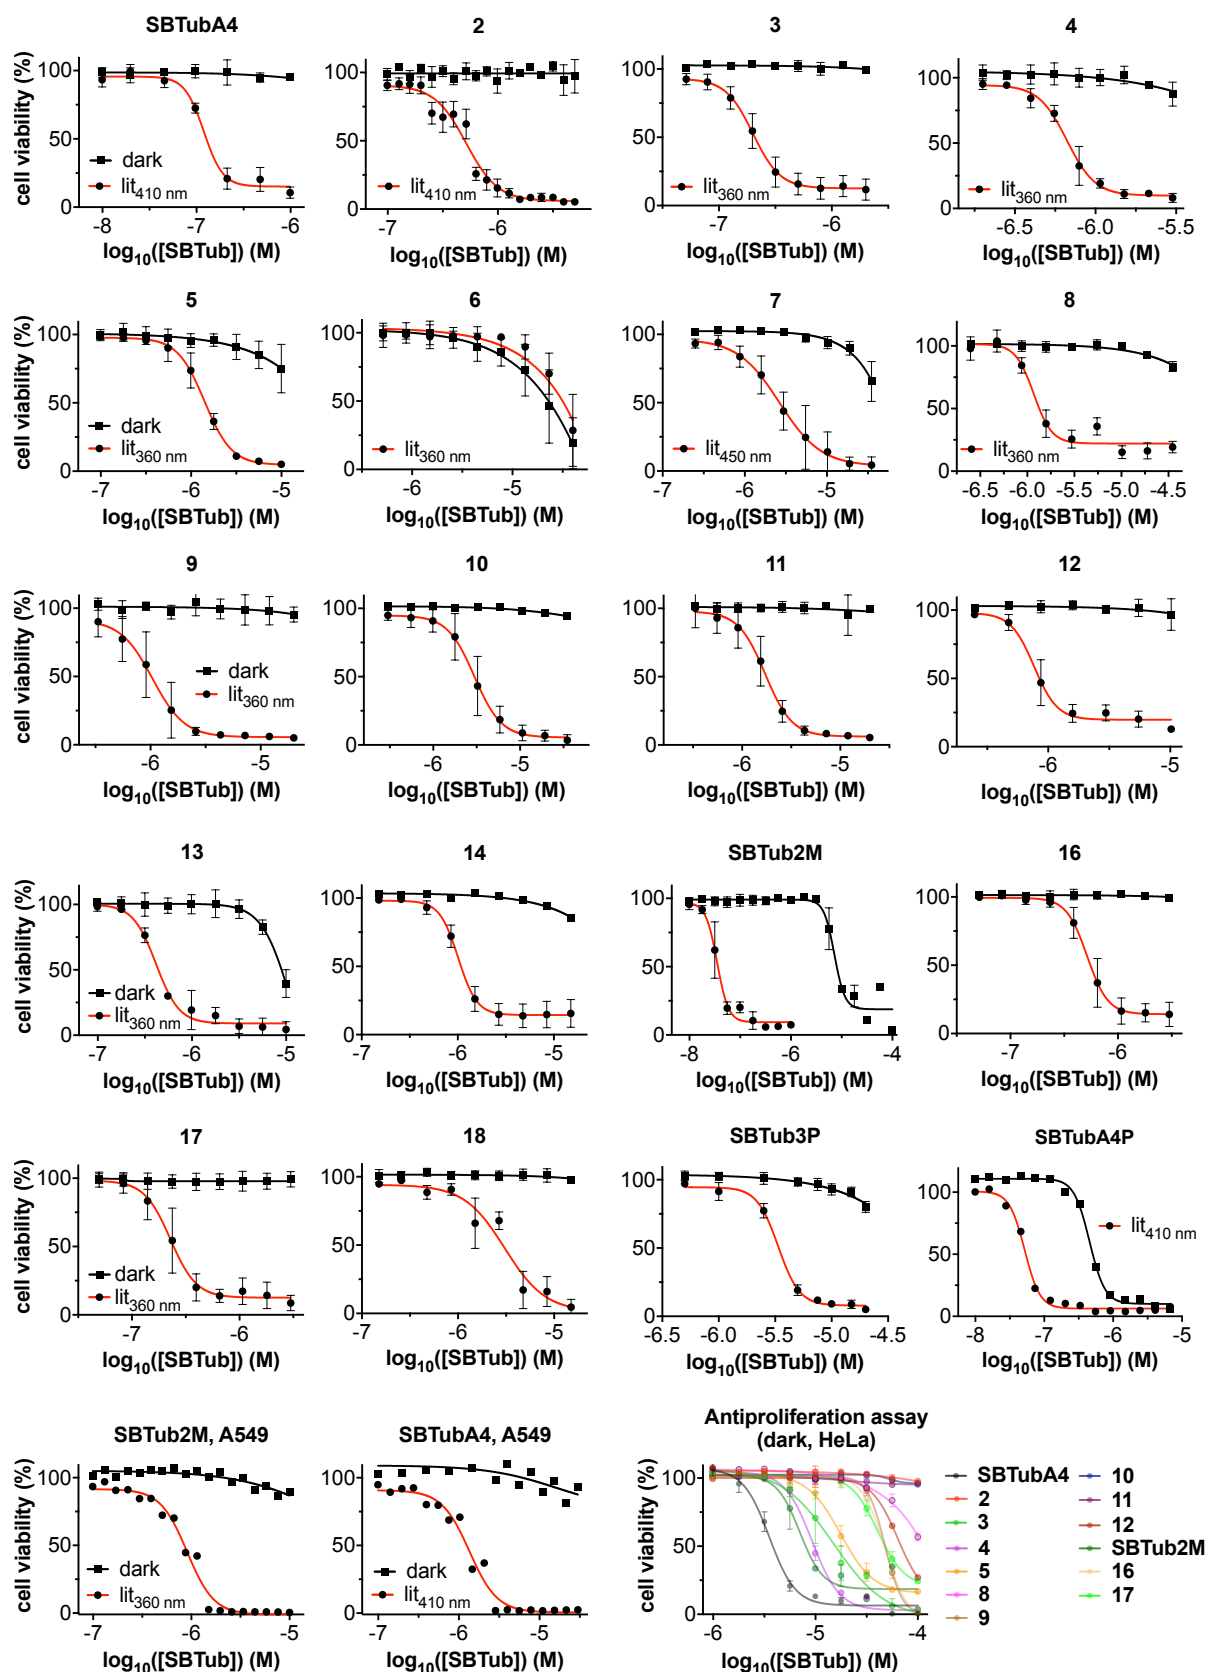 SBTubA4
2
3
4
cell viability (%)
100
50
0
dark
lit410 nm
-8
-7
-6
log10([SBTub]) (M)
100
50
0
lit410 nm
-7
-6
log10([SBTub]) (M)
100
50
0
lit360 nm
-7
-6
log10([SBTub]) (M)
100
50
0
lit360 nm
-6.5
-6.0
-5.5
log10([SBTub]) (M)
5
6
7
8
cell viability (%)
100
50
0
dark
lit360 nm
-7
-6
-5
log10([SBTub]) (M)
100
50
0
lit360 nm
-6
-5
log10([SBTub]) (M)
100
50
0
lit450 nm
-7
-6
-5
log10([SBTub]) (M)
100
50
0
lit360 nm
-6.5
-6.0
-5.5
-5.0
-4.5
log10([SBTub]) (M)
9
10
11
12
cell viability (%)
100
50
0
dark
lit360 nm
-6
-5
log10([SBTub]) (M)
100
50
0
-6
-5
log10([SBTub]) (M)
100
50
0
-6
-5
log10([SBTub]) (M)
100
50
0
-6
-5
log10([SBTub]) (M)
13
14
SBTub2M
16
cell viability (%)
100
50
0
dark
lit360 nm
-7
-6
-5
log10([SBTub]) (M)
100
50
0
-7
-6
-5
log10([SBTub]) (M)
100
50
0
-8
-6
-4
log10([SBTub]) (M)
100
50
0
-7
-6
log10([SBTub]) (M)
17
18
SBTub3P
SBTubA4P
cell viability (%)
100
50
0
dark
lit360 nm
-7
-6
log10([SBTub]) (M)
100
50
0
-7
-6
-5
log10([SBTub]) (M)
100
50
0
-6.5
-6.0
-5.5
-5.0
-4.5
log10([SBTub]) (M)
100
50
0
lit410 nm
-8
-7
-6
-5
log10([SBTub]) (M)
SBTub2M, A549
SBTubA4, A549
Antiproliferation assay
(dark, HeLa)
cell viability (%)
100
50
0
dark
lit360 nm
-7
-6
-5
log10([SBTub]) (M)
100
50
0
dark
lit410 nm
-7
-6
-5
log10([SBTub]) (M)
cell viability (%)
100
50
0
-6
-5
-4
log10([SBTub]) (M)
SBTubA4
2
3
4
5
8
9
10
11
12
SBTub2M
16
17